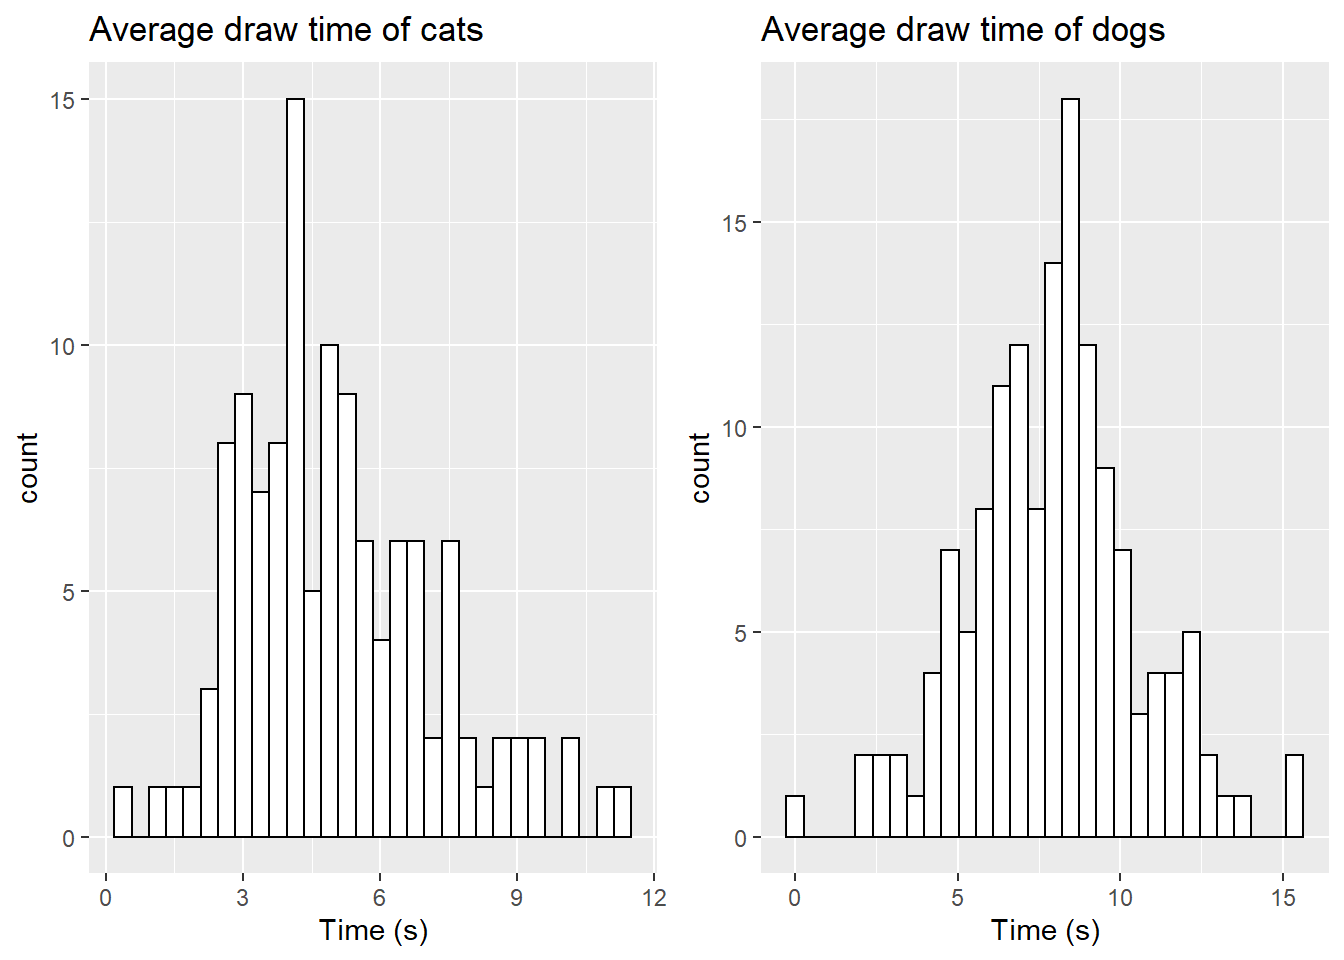 Average draw time of cats
15
10
5
0
count
0 3 6 9 12
Time (s)
Average draw time of dogs
15
10
5
0
count
0 5 10 15
Time (s)